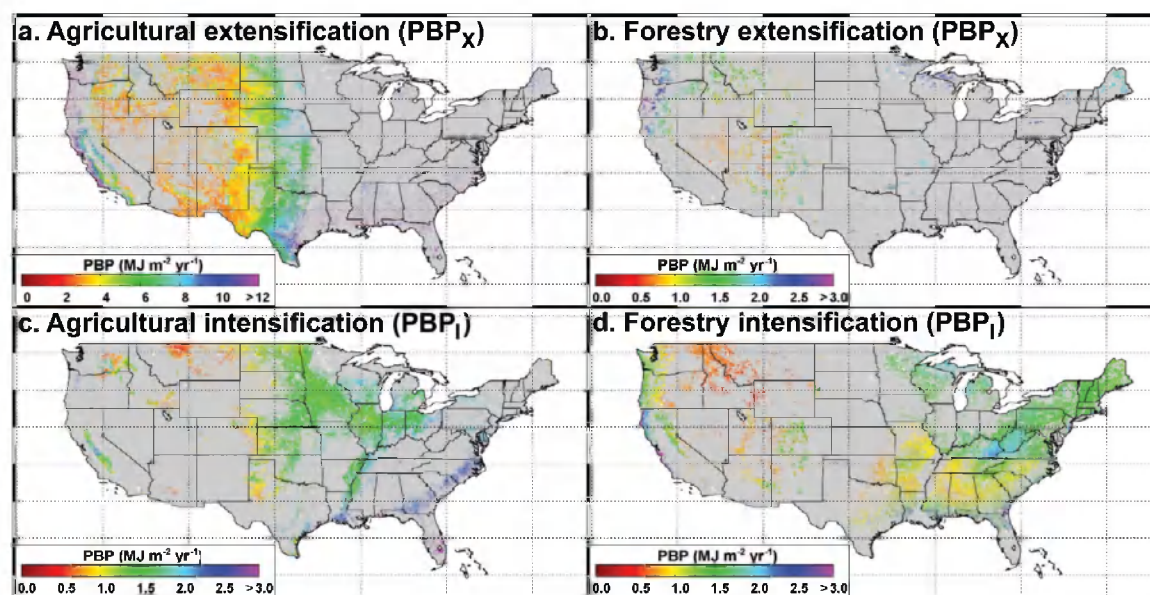 a. Agricultural extensification (PBPX)
b. Forestry extensification (PBPX)
PBP (MJ m⁻² yr⁻¹)
0 2 4 6 8 10 >12
PBP (MJ m⁻² yr⁻¹)
0.0 0.5 1.0 1.5 2.0 2.5 >3.0
c. Agricultural intensification (PBPI)
d. Forestry intensification (PBPI)
PBP (MJ m⁻² yr⁻¹)
0.0 0.5 1.0 1.5 2.0 2.5 >3.0
PBP (MJ m⁻² yr⁻¹)
0.0 0.5 1.0 1.5 2.0 2.5 >3.0